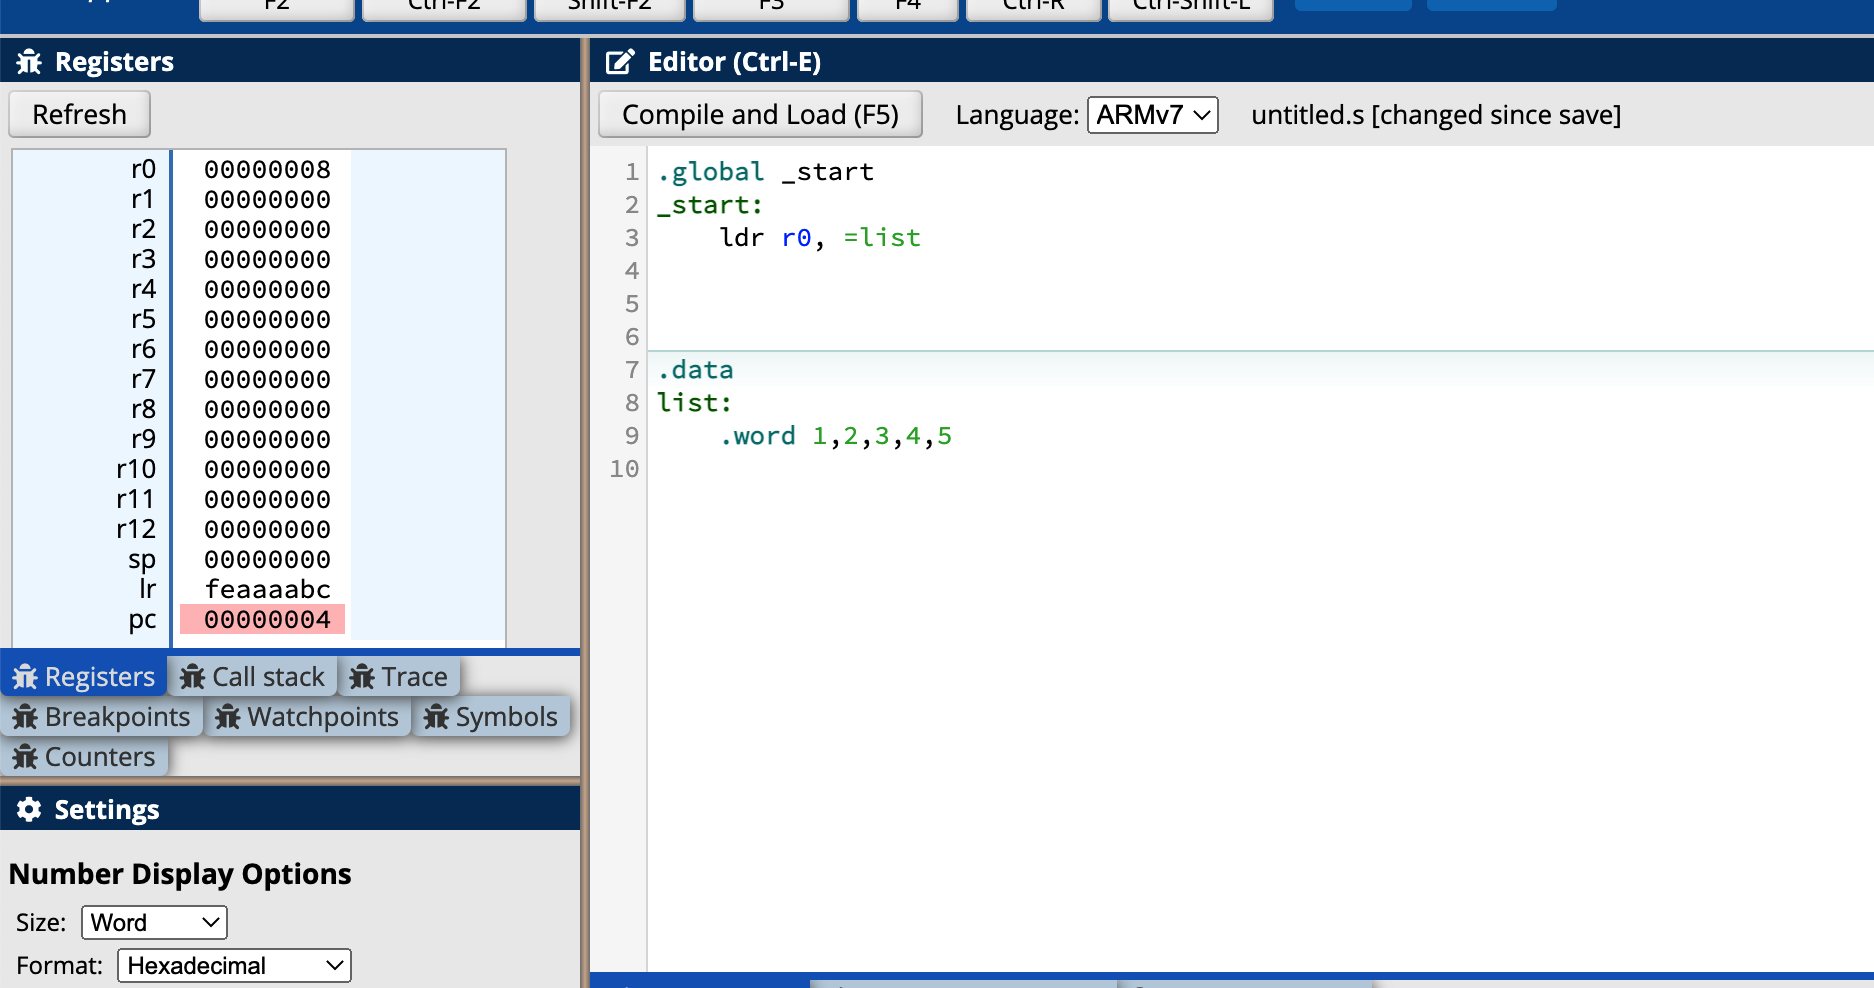 F2 Ctrl-F2 Shift-F2 F3 F4 Ctrl-R Ctrl-Shift-L
Registers
Refresh
r0 00000008
r1 00000000
r2 00000000
r3 00000000
r4 00000000
r5 00000000
r6 00000000
r7 00000000
r8 00000000
r9 00000000
r10 00000000
r11 00000000
r12 00000000
sp 00000000
lr feaaaabc
pc 00000004
Registers Call stack Trace
Breakpoints Watchpoints Symbols
Counters
Settings
Number Display Options
Size: Word
Format: Hexadecimal
Editor (Ctrl-E)
Compile and Load (F5) Language: ARMv7 untitled.s [changed since save]
1 .global _start
2 _start:
3 ldr r0, =list
4
5
6
7 .data
8 list:
9 .word 1,2,3,4,5
10